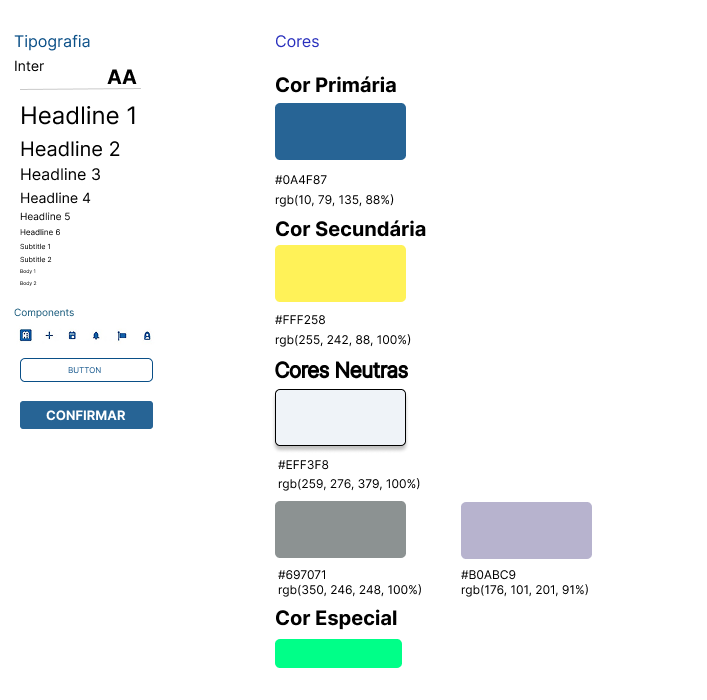 Tipografia
Inter
AA
Headline 1
Headline 2
Headline 3
Headline 4
Headline 5
Headline 6
Subtitle 1
Subtitle 2
Body 1
Body 2
Components
BUTTON
CONFIRMAR
Cores
Cor Primária
#0A4F87
rgb(10, 79, 135, 88%)
Cor Secundária
#FFF258
rgb(255, 242, 88, 100%)
Cores Neutras
#EFF3F8
rgb(259, 276, 379, 100%)
#697071
rgb(350, 246, 248, 100%)
#B0ABC9
rgb(176, 101, 201, 91%)
Cor Especial